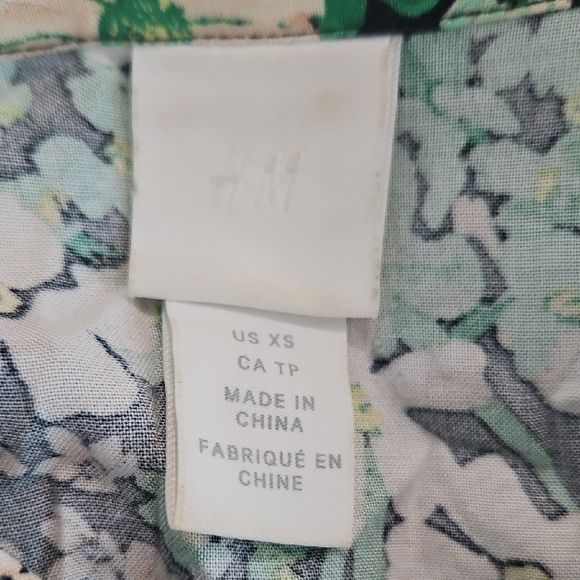 H&M
US XS
CA TP
MADE IN
CHINA
FABRIQUÉ EN
CHINE